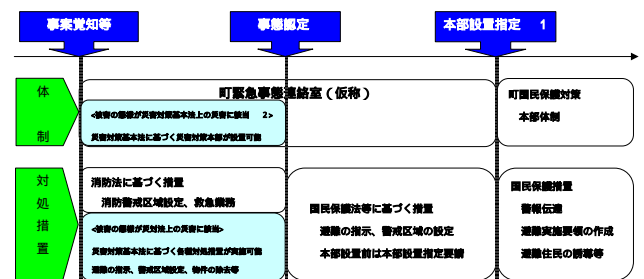 事案覚知等
事態認定
本部設置指定 1
体
制
町緊急事態連絡室（仮称）
<被害の態様が災害対策基本法上の災害に該当 2>
災害対策基本法に基づく災害対策本部が設置可能
町国民保護対策
本部体制
対
処
措
置
消防法に基づく措置
消防警戒区域設定、救急業務
<被害の態様が災対法上の災害に該当>
災害対策基本法に基づく各種対処措置が実施可能
避難の指示、警戒区域設定、物件の除去等
国民保護法等に基づく措置
避難の指示、警戒区域の設定
本部設置前は本部設置指定要請
国民保護措置
警報伝達
避難実施要領の作成
避難住民の誘導等